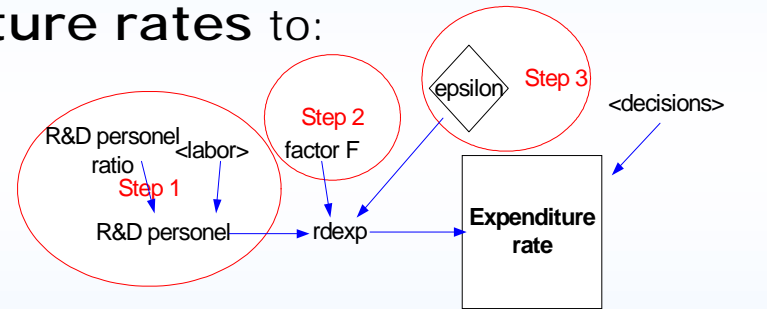 ture rates to:
epsilon
Step 3
<decisions>
Step 2
factor F
R&D personel
ratio
<labor>
Step 1
R&D personel
rdexp
Expenditure
rate